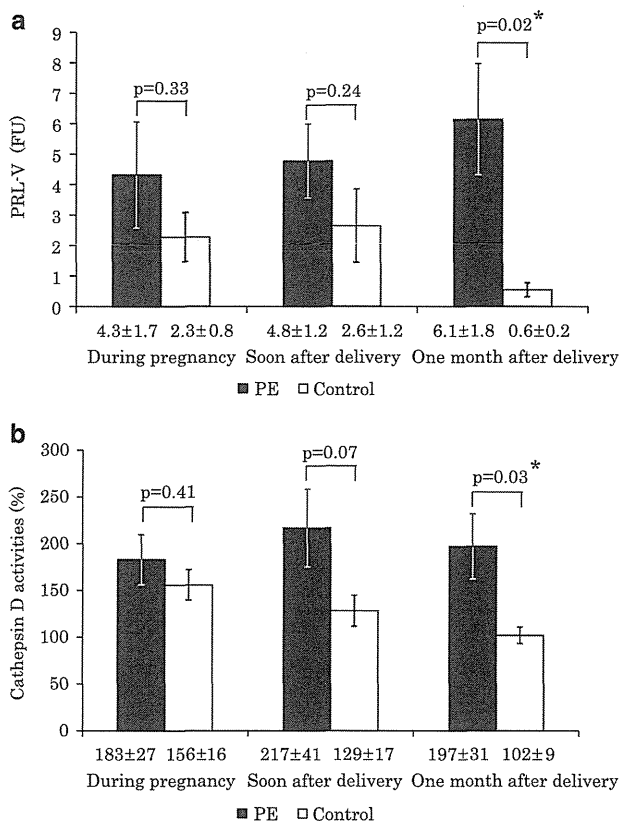 a
PRL-V (FU)
9
8
7
6
5
4
3
2
1
0
p=0.33
p=0.24
p=0.02*
4.3±1.7 2.3±0.8 4.8±1.2 2.6±1.2 6.1±1.8 0.6±0.2
During pregnancy Soon after delivery One month after delivery
PE Control
b
Cathepsin D activities (%)
300
250
200
150
100
50
0
p=0.41
p=0.07
p=0.03*
183±27 156±16 217±41 129±17 197±31 102±9
During pregnancy Soon after delivery One month after delivery
PE Control